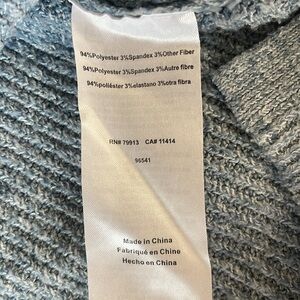 94%Polyester 3%Spandex 3%Other Fiber
94%Polyester 3%Spandex 3%Autre fibre
94%poliéster 3%elastano 3%otra fibra
RN# 79913 CA# 11414
96541
Made in China
Fabriqué en Chine
Hecho en China